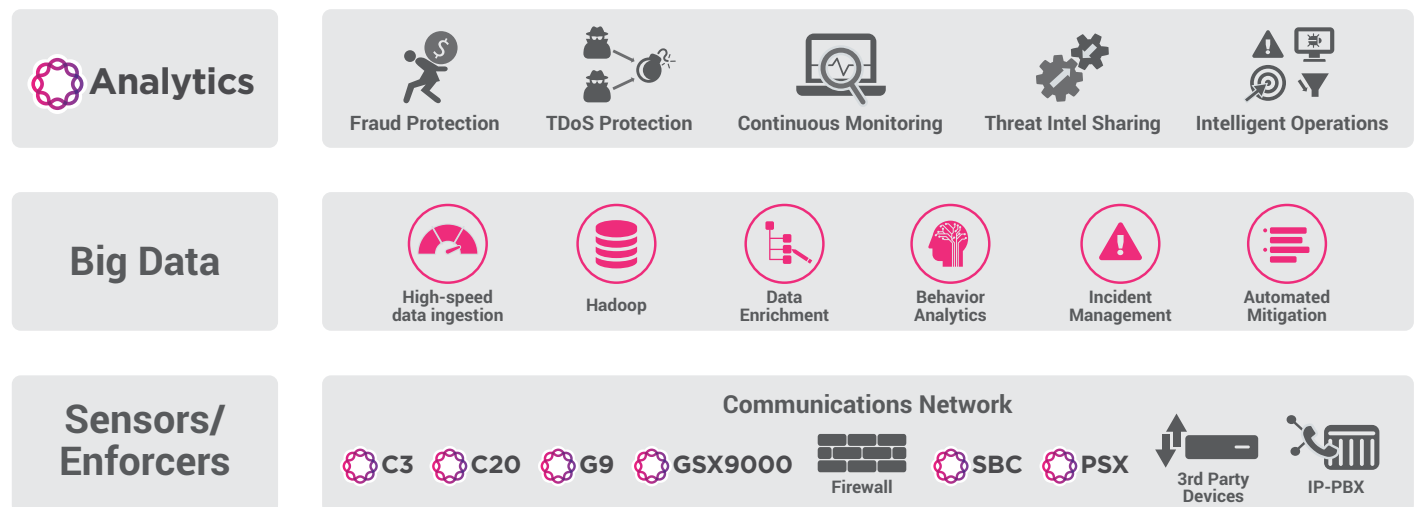 Analytics
$
Fraud Protection
TDoS Protection
Continuous Monitoring
Threat Intel Sharing
Intelligent Operations
Big Data
High-speed
data ingestion
Hadoop
Data
Enrichment
Behavior
Analytics
Incident
Management
Automated
Mitigation
Sensors/
Enforcers
Communications Network
C3
C20
G9
GSX9000
Firewall
SBC
PSX
3rd Party
Devices
IP-PBX